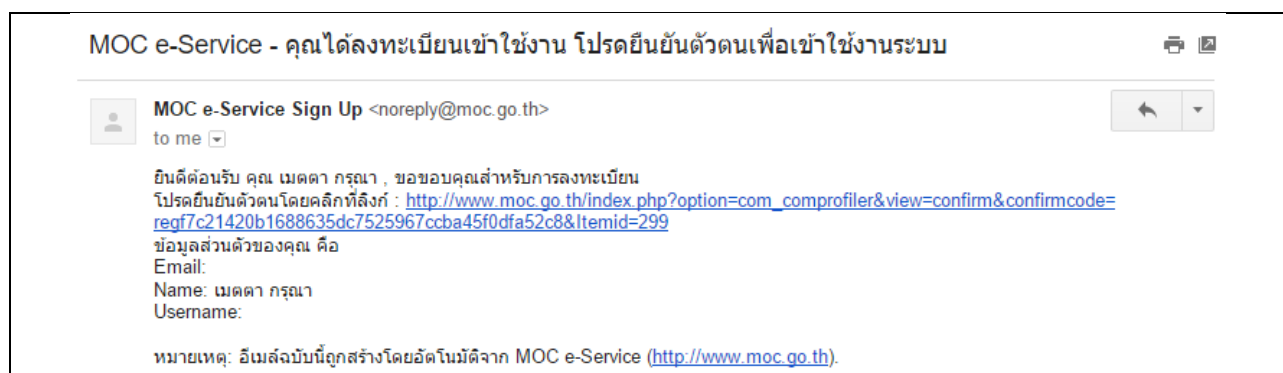 MOC e-Service - คุณได้ลงทะเบียนเข้าใช้งาน โปรดยืนยันตัวตนเพื่อเข้าใช้งานระบบ
MOC e-Service Sign Up <noreply@moc.go.th>
to me
ยินดีต้อนรับ คุณ เมตตา กรุณา , ขอขอบคุณสำหรับการลงทะเบียน
โปรดยืนยันตัวตนโดยคลิกที่ลิงก์ : http://www.moc.go.th/index.php?option=com_comprofiler&view=confirm&confirmcode=
regf7c21420b1688635dc7525967ccba45f0dfa52c8&Itemid=299
ข้อมูลส่วนตัวของคุณ คือ
Email:
Name: เมตตา กรุณา
Username:
หมายเหตุ: อีเมล์ฉบับนี้ถูกสร้างโดยอัตโนมัติจาก MOC e-Service (http://www.moc.go.th).